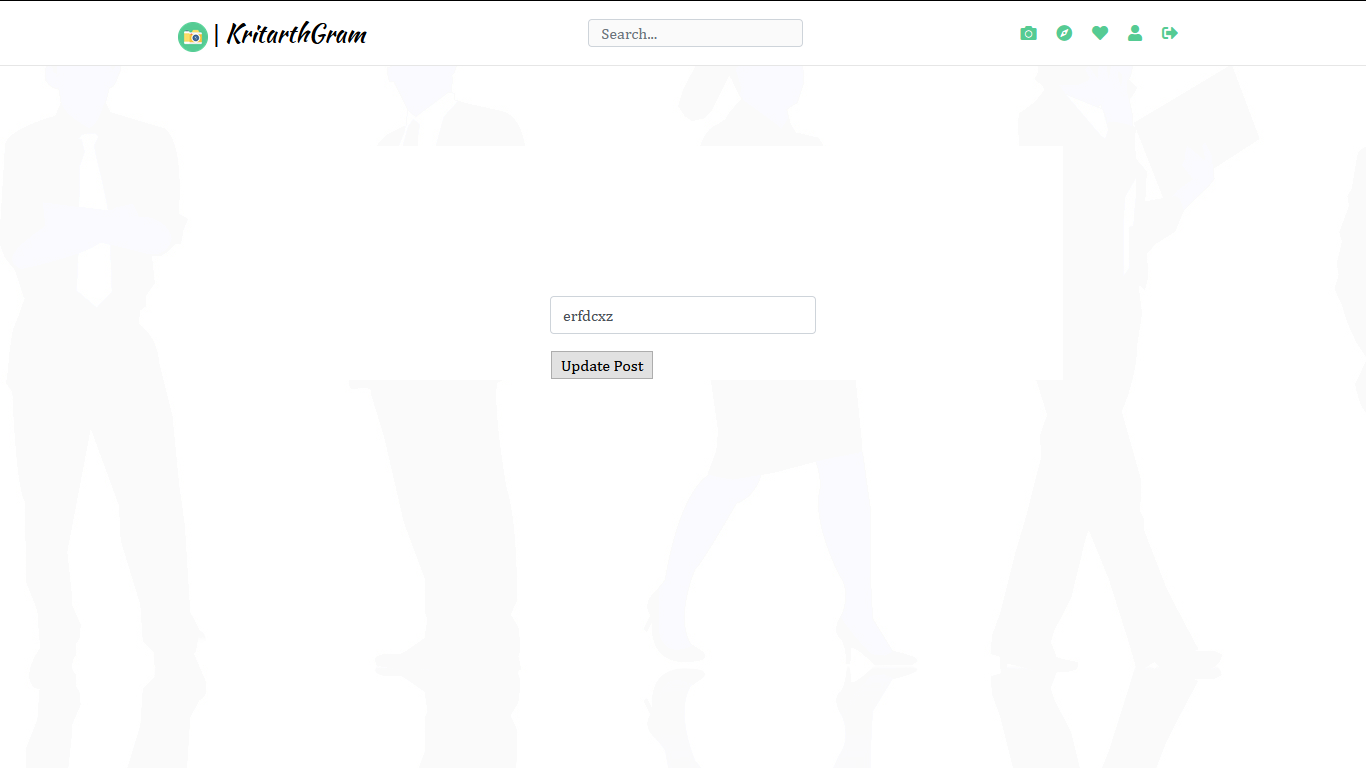 | KritarthGram
Search...
erfdcxz
Update Post